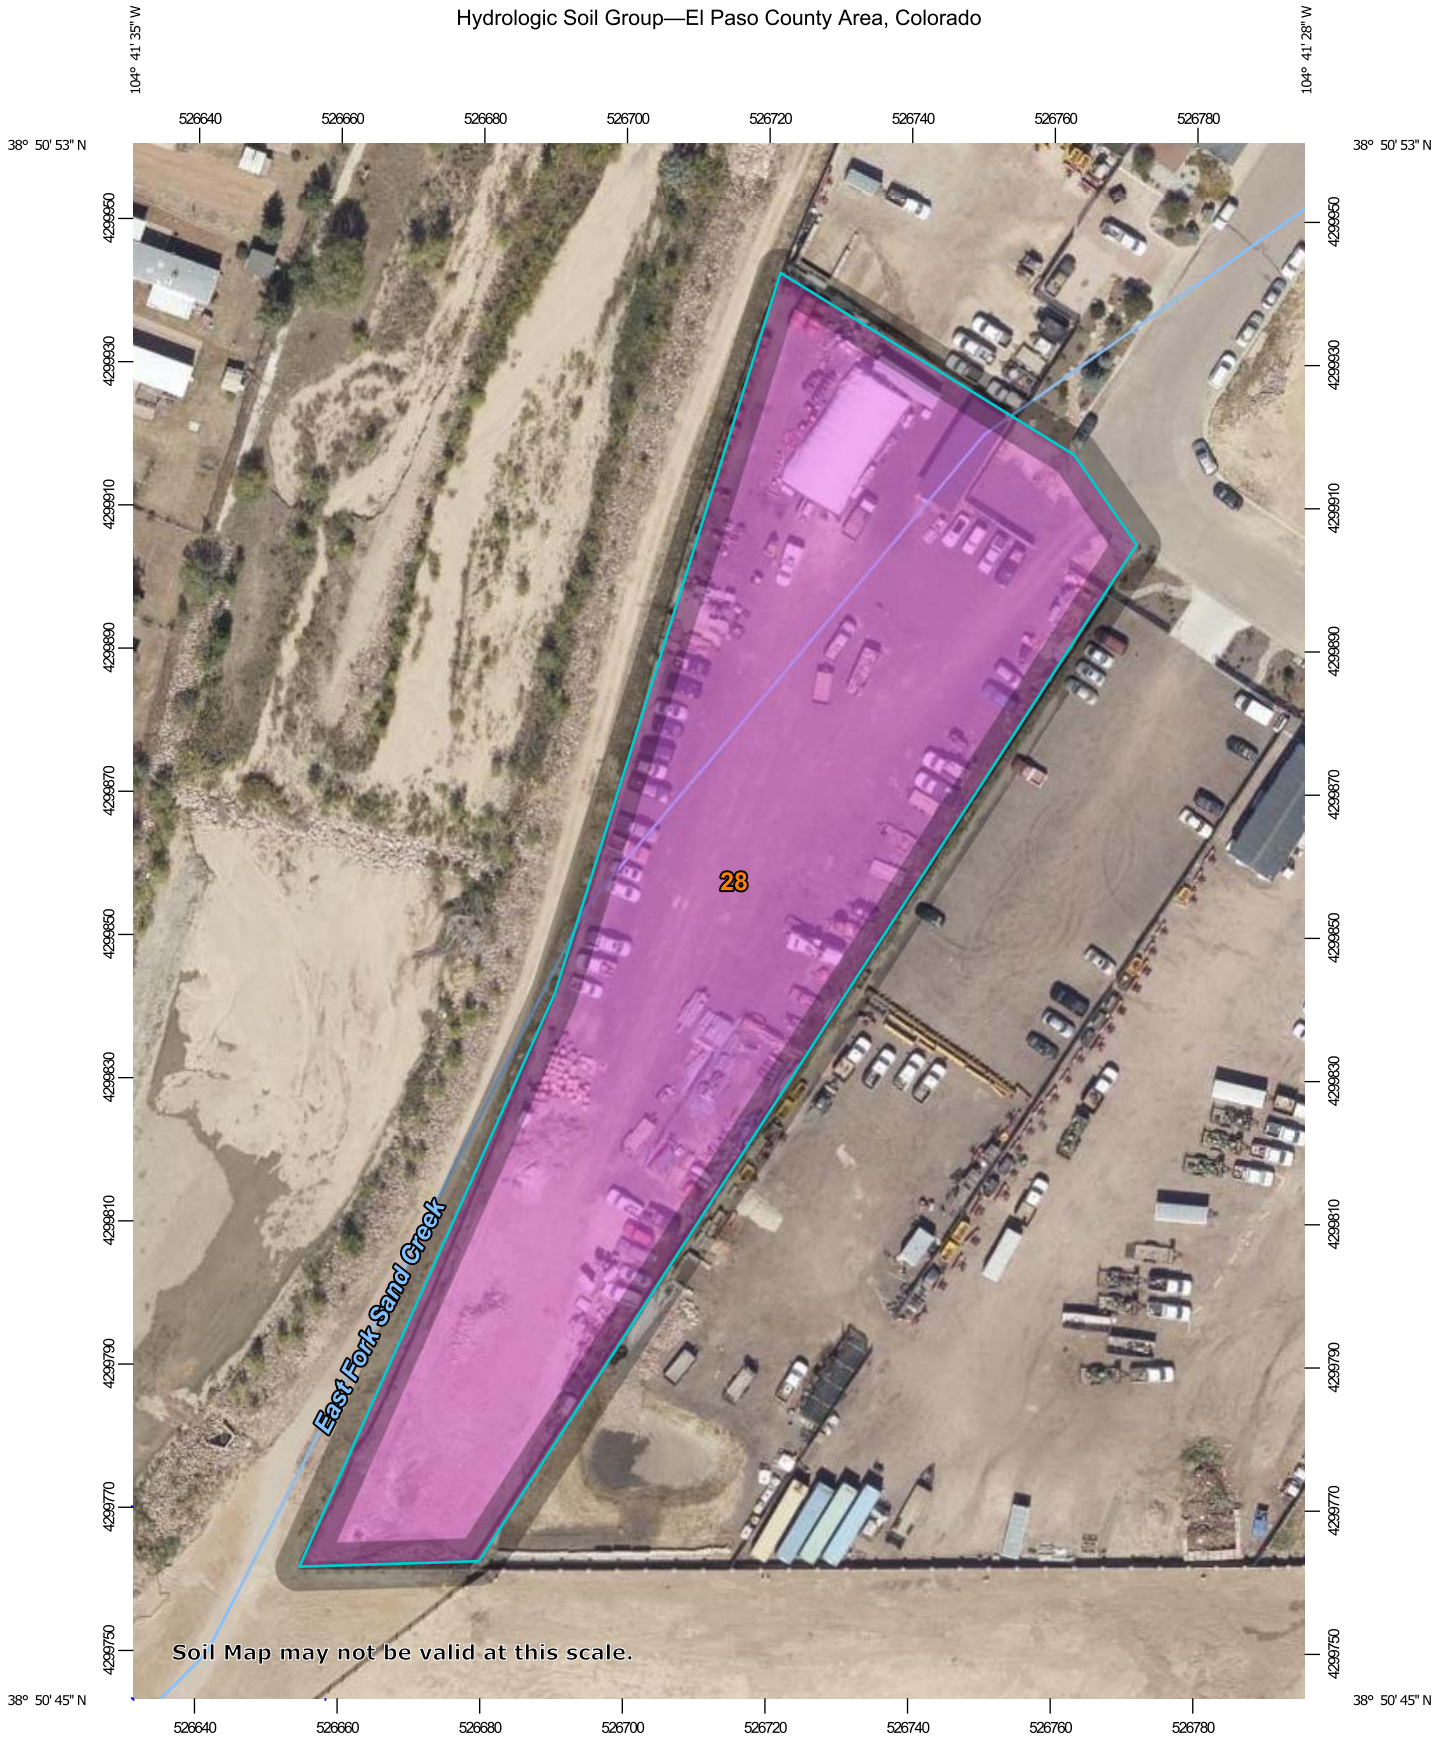 Hydrologic Soil Group—El Paso County Area, Colorado
104° 41' 35" W
104° 41' 28" W
526640 526660 526680 526700 526720 526740 526760 526780
38° 50' 53" N
38° 50' 53" N
4299950
4299950
4299930
4299930
4299910
4299910
4299890
4299890
4299870
4299870
28
4299850
4299850
4299830
4299830
4299810
4299810
East Fork Sand Creek
4299790
4299790
4299770
4299770
4299750
4299750
Soil Map may not be valid at this scale.
38° 50' 45" N
38° 50' 45" N
526640 526660 526680 526700 526720 526740 526760 526780